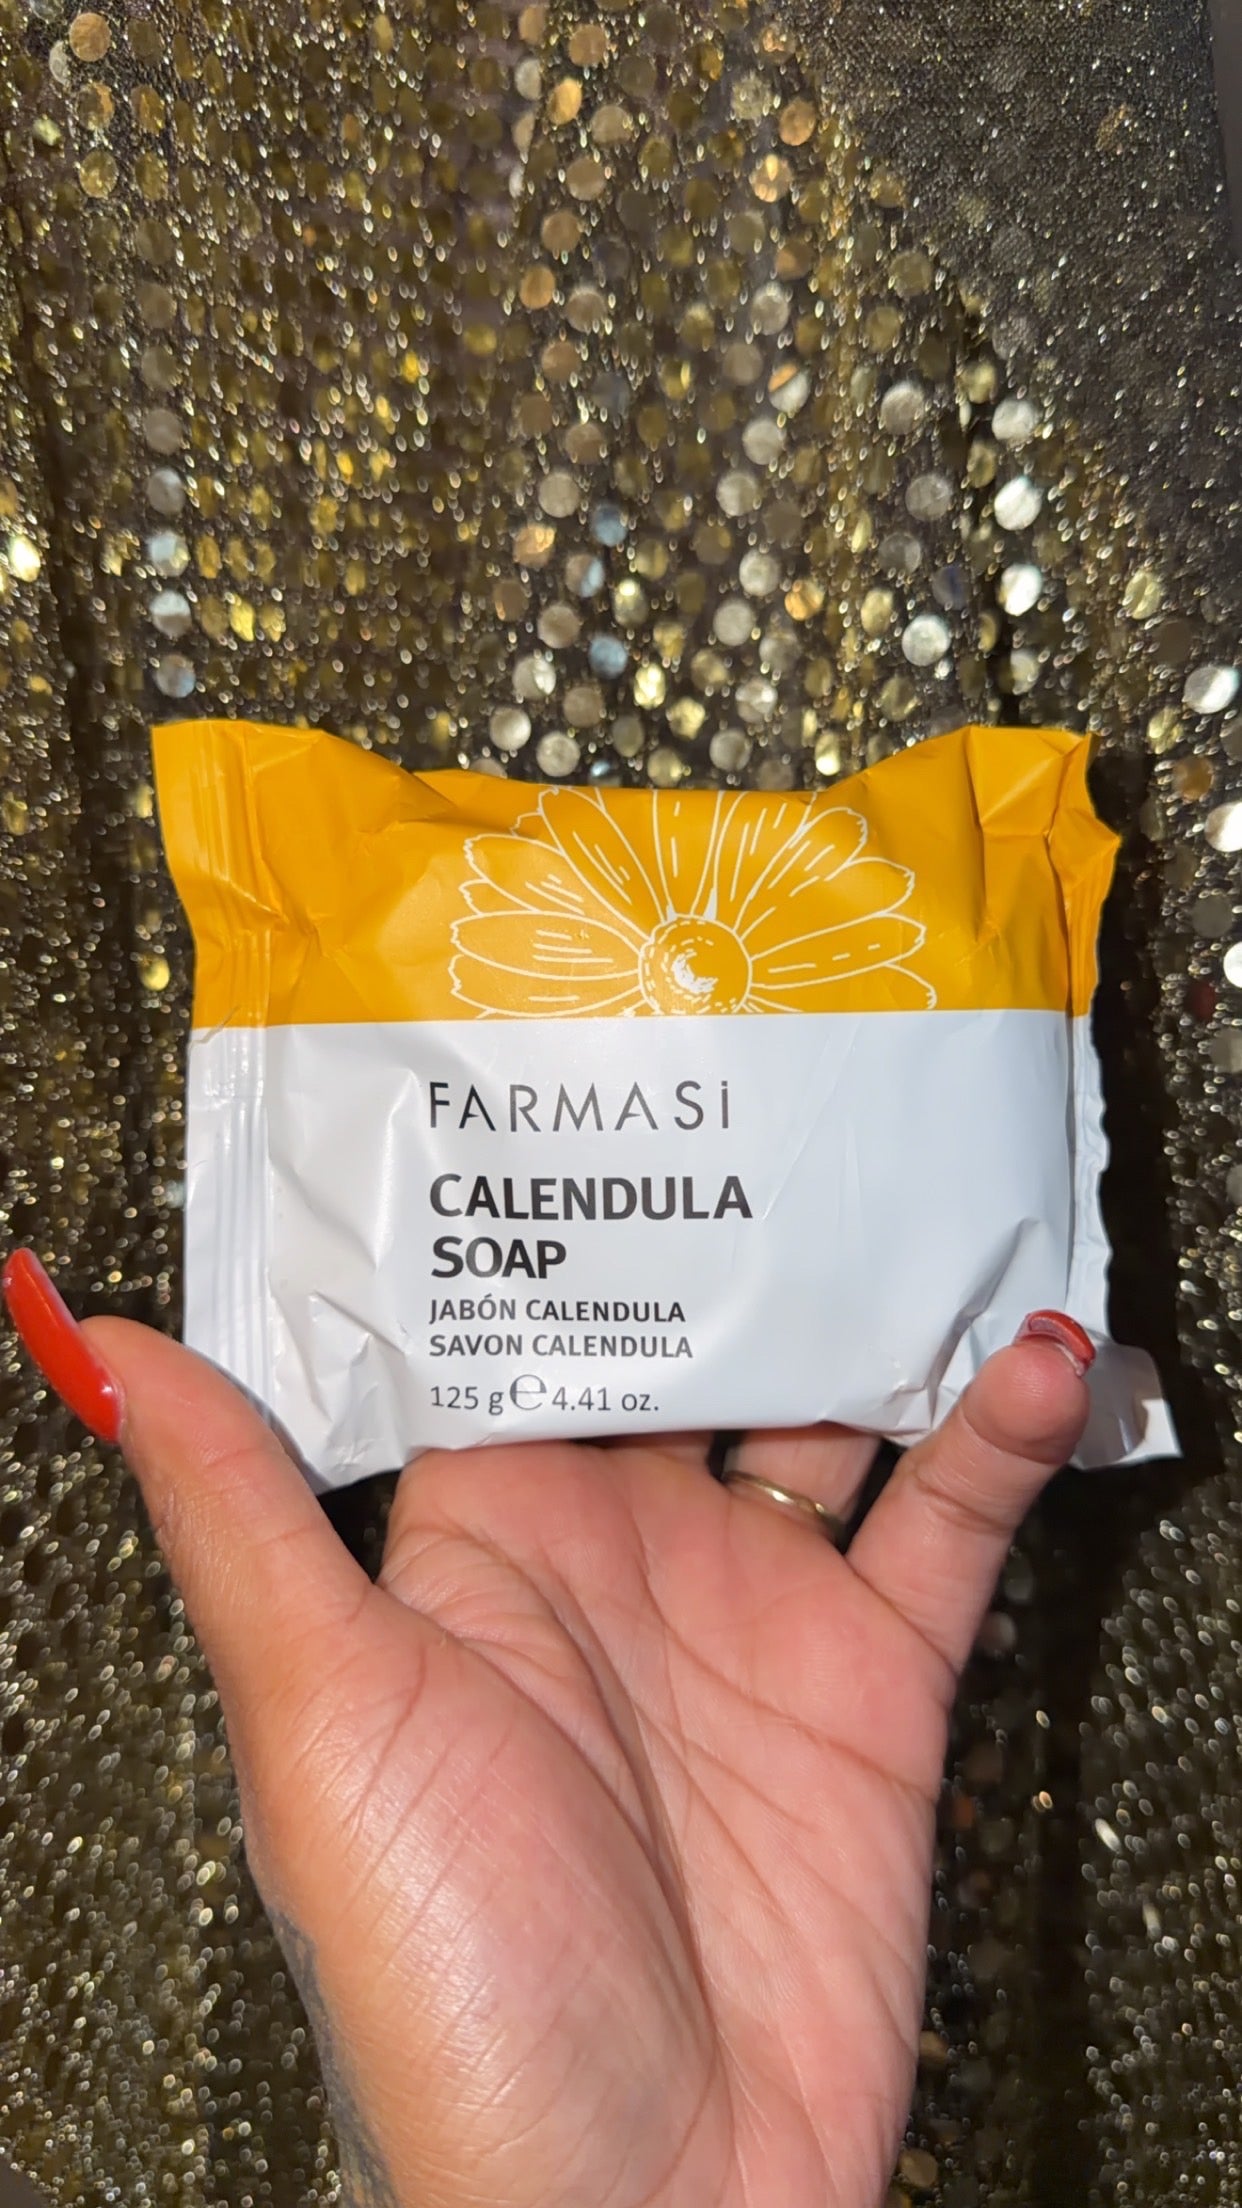 FARMASi
CALENDULA
SOAP
JABÓN CALENDULA
SAVON CALENDULA
125 g ℮ 4.41 oz.